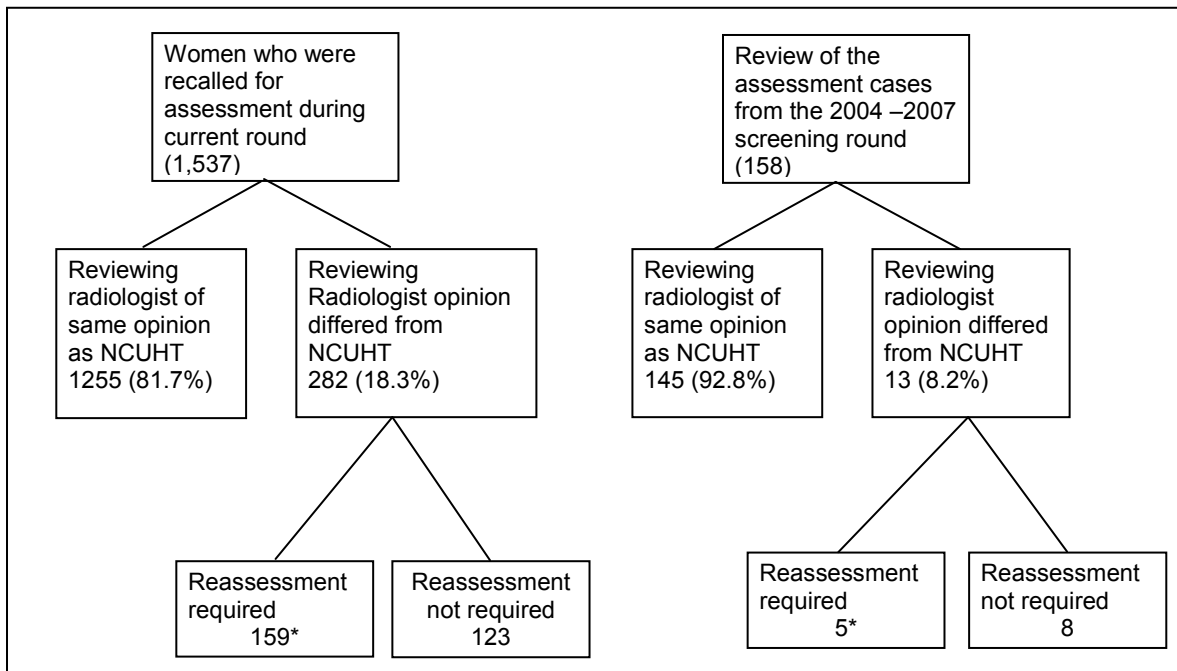 Women who were
recalled for
assessment during
current round
(1,537)
Review of the
assessment cases
from the 2004 –2007
screening round
(158)
Reviewing
radiologist of
same opinion
as NCUHT
1255 (81.7%)
Reviewing
Radiologist opinion
differed from
NCUHT
282 (18.3%)
Reviewing
radiologist of
same opinion
as NCUHT
145 (92.8%)
Reviewing
radiologist
opinion differed
from NCUHT
13 (8.2%)
Reassessment
required
159*
Reassessment
not required
123
Reassessment
required
5*
Reassessment
not required
8